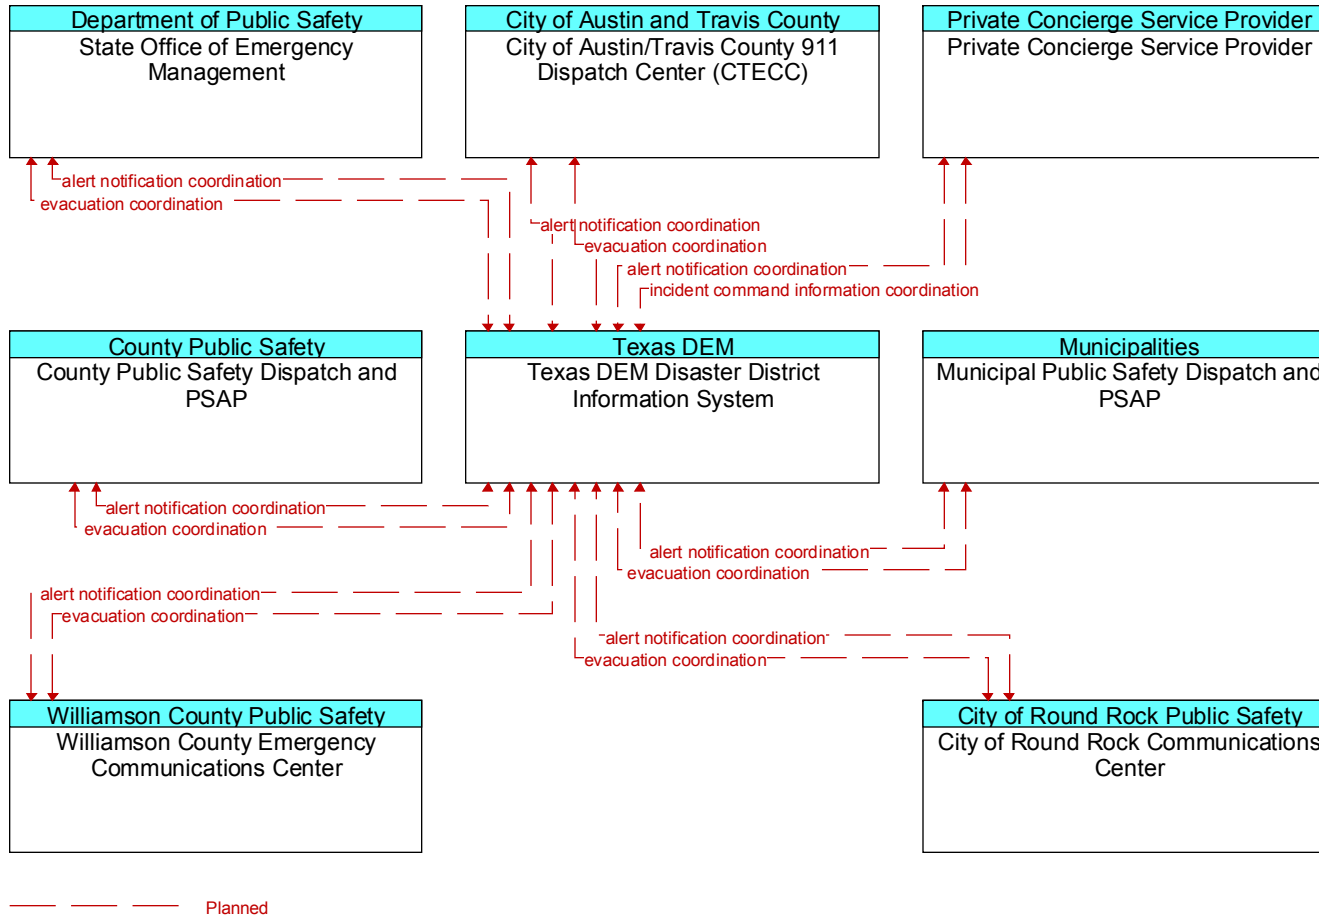 Department of Public Safety
State Office of Emergency
Management
City of Austin and Travis County
City of Austin/Travis County 911
Dispatch Center (CTECC)
Private Concierge Service Provider
Private Concierge Service Provider
alert notification coordination
evacuation coordination
alert notification coordination
evacuation coordination
alert notification coordination
incident command information coordination
County Public Safety
County Public Safety Dispatch and
PSAP
Texas DEM
Texas DEM Disaster District
Information System
Municipalities
Municipal Public Safety Dispatch and
PSAP
alert notification coordination
evacuation coordination
alert notification coordination
evacuation coordination
alert notification coordination
evacuation coordination
alert notification coordination
evacuation coordination
Williamson County Public Safety
Williamson County Emergency
Communications Center
City of Round Rock Public Safety
City of Round Rock Communications
Center
Planned